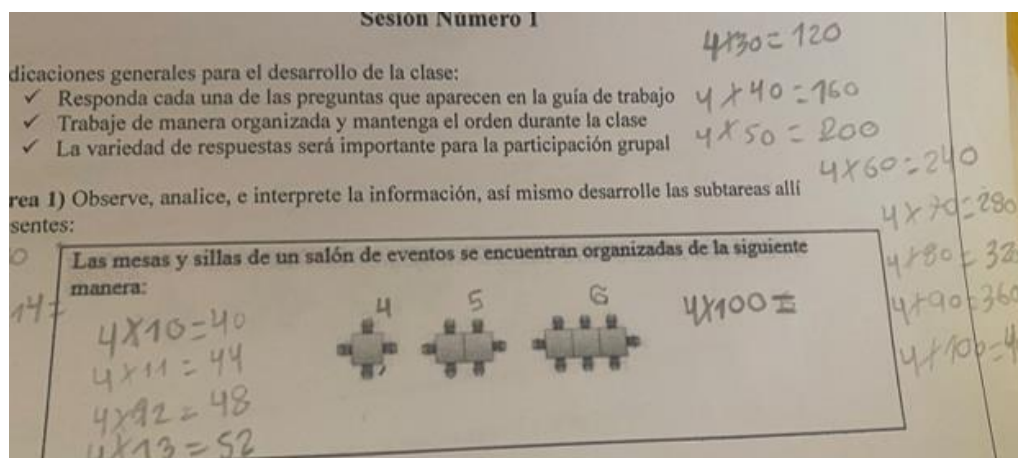 Sesión Número 1
4x30=120
dicaciones generales para el desarrollo de la clase:
✓ Responda cada una de las preguntas que aparecen en la guía de trabajo
4x40=160
✓ Trabaje de manera organizada y mantenga el orden durante la clase
4x50=200
✓ La variedad de respuestas será importante para la participación grupal
4x60=240
rea 1) Observe, analice, e interprete la información, así mismo desarrolle las subtareas allí
sentes:
4x70=280
Las mesas y sillas de un salón de eventos se encuentran organizadas de la siguiente
manera:
4x80=32
4x90=360
4x100=4
14=
4 5 6
4x100=
4x10=40
4x11=44
4x12=48
4x13=52